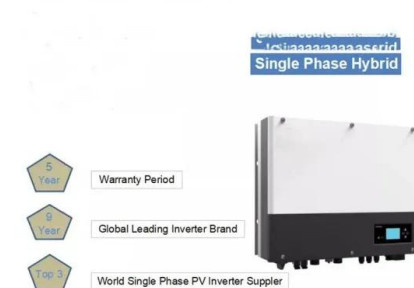 Single Phase Hybrid
5
Year
Warranty Period
9
Year
Global Leading Inverter Brand
Top 3
World Single Phase PV Inverter Suppler